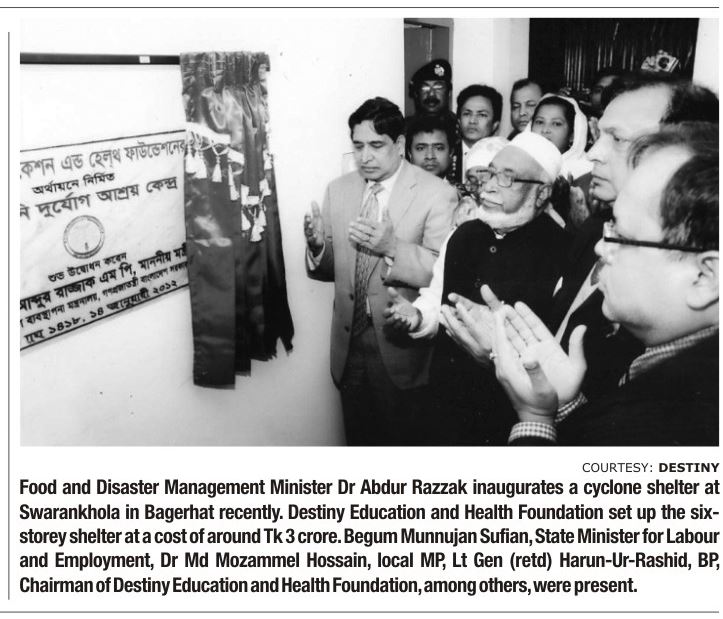 কশন এন্ড হেল্থ ফাউন্ডেশনের
অর্থায়নে নির্মিত
দুর্যোগ আশ্রয় কেন্দ্র
শুভ উদ্বোধন করেন
আব্দুর রাজ্জাক এম পি, মাননীয়
ব্যবস্থাপনা মন্ত্রনালয়, গণপ্রজাতন্ত্রী বাংলাদেশ সরকার
১৪১৮, ১৪ জানুয়ারী ২০১২
COURTESY: DESTINY
Food and Disaster Management Minister Dr Abdur Razzak inaugurates a cyclone shelter at
Swarankhola in Bagerhat recently. Destiny Education and Health Foundation set up the six-
storey shelter at a cost of around Tk 3 crore. Begum Munnujan Sufian, State Minister for Labour
and Employment, Dr Md Mozammel Hossain, local MP, Lt Gen (retd) Harun-Ur-Rashid, BP,
Chairman of Destiny Education and Health Foundation, among others, were present.